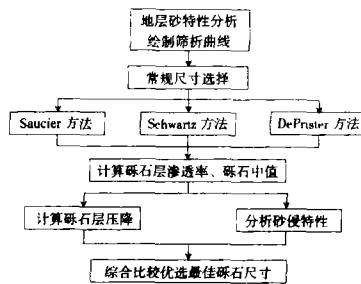 地层砂特性分析
绘制筛析曲线
常规尺寸选择
Saucier 方法
Schwartz 方法
DePrister 方法
计算砾石层渗透率、砾石中值
计算砾石层压降
分析砂侵特性
综合比较优选最佳砾石尺寸